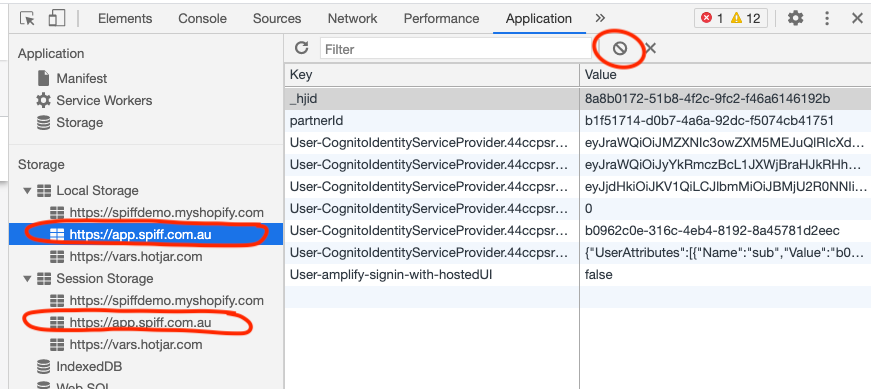 Elements Console Sources Network Performance Application » 1 12
Application
Manifest
Service Workers
Storage
Storage
Local Storage
https://spiffdemo.myshopify.com
https://app.spiff.com.au
https://vars.hotjar.com
Session Storage
https://spiffdemo.myshopify.com
https://app.spiff.com.au
https://vars.hotjar.com
IndexedDB
Web SQL
Filter
Key Value
_hjid 8a8b0172-51b8-4f2c-9fc2-f46a6146192b
partnerId b1f51714-d0b7-4a6a-92dc-f5074cb41751
User-CognitoIdentityServiceProvider.44ccpsr... eyJraWQiOiJMZXNIc3owZXM5MEJuQlRIcXd...
User-CognitoIdentityServiceProvider.44ccpsr... eyJraWQiOiJyYkRmczBcL1JXWjBraHJkRHh...
User-CognitoIdentityServiceProvider.44ccpsr... eyJjdHkiOiJKV1QiLCJlbmMiOiJBMjU2R0NNIi...
User-CognitoIdentityServiceProvider.44ccpsr... 0
User-CognitoIdentityServiceProvider.44ccpsr... b0962c0e-316c-4eb4-8192-8a45781d2eec
User-CognitoIdentityServiceProvider.44ccpsr... {"UserAttributes":[{"Name":"sub","Value":"b0...
User-amplify-signin-with-hostedUI false